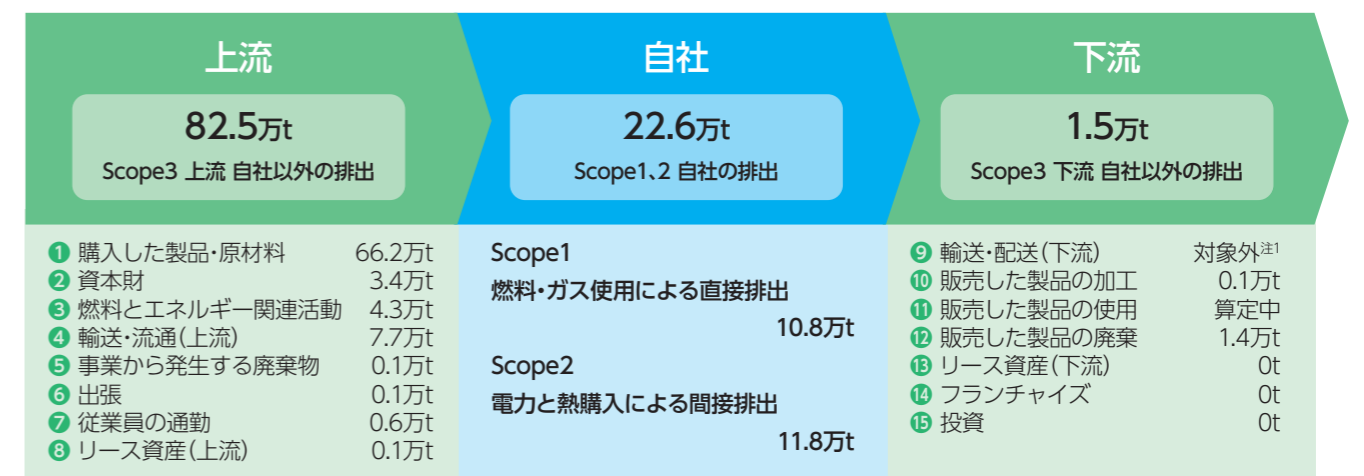 上流
82.5万t
Scope3 上流 自社以外の排出
❶ 購入した製品・原材料 66.2万t
❷ 資本財 3.4万t
❸ 燃料とエネルギー関連活動 4.3万t
❹ 輸送・流通(上流) 7.7万t
❺ 事業から発生する廃棄物 0.1万t
❻ 出張 0.1万t
❼ 従業員の通勤 0.6万t
❽ リース資産(上流) 0.1万t
自社
22.6万t
Scope1、2 自社の排出
Scope1
燃料・ガス使用による直接排出
10.8万t
Scope2
電力と熱購入による間接排出
11.8万t
下流
1.5万t
Scope3 下流 自社以外の排出
❾ 輸送・配送(下流) 対象外注1
❿ 販売した製品の加工 0.1万t
⓫ 販売した製品の使用 算定中
⓬ 販売した製品の廃棄 1.4万t
⓭ リース資産(下流) 0t
⓮ フランチャイズ 0t
⓯ 投資 0t